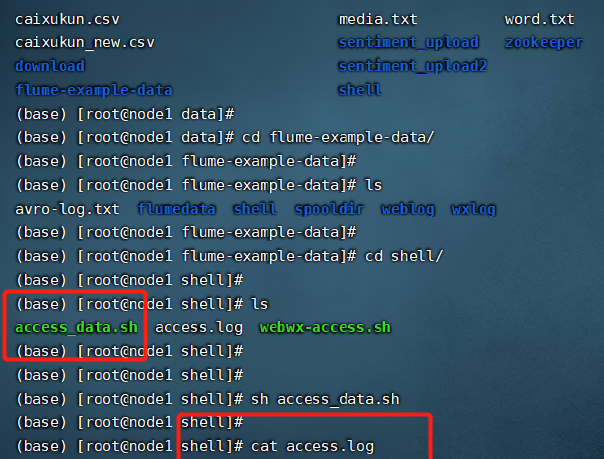 caixukun.csv media.txt word.txt
caixukun_new.csv sentiment_upload zookeeper
download sentiment_upload2
flume-example-data shell
(base) [root@node1 data]#
(base) [root@node1 data]# cd flume-example-data/
(base) [root@node1 flume-example-data]#
(base) [root@node1 flume-example-data]# ls
avro-log.txt flumedata shell spooldir weblog wxlog
(base) [root@node1 flume-example-data]#
(base) [root@node1 flume-example-data]# cd shell/
(base) [root@node1 shell]#
(base) [root@node1 shell]# ls
access_data.sh access.log webwx-access.sh
(base) [root@node1 shell]#
(base) [root@node1 shell]#
(base) [root@node1 shell]# sh access_data.sh
(base) [root@node1 shell]#
(base) [root@node1 shell]# cat access.log